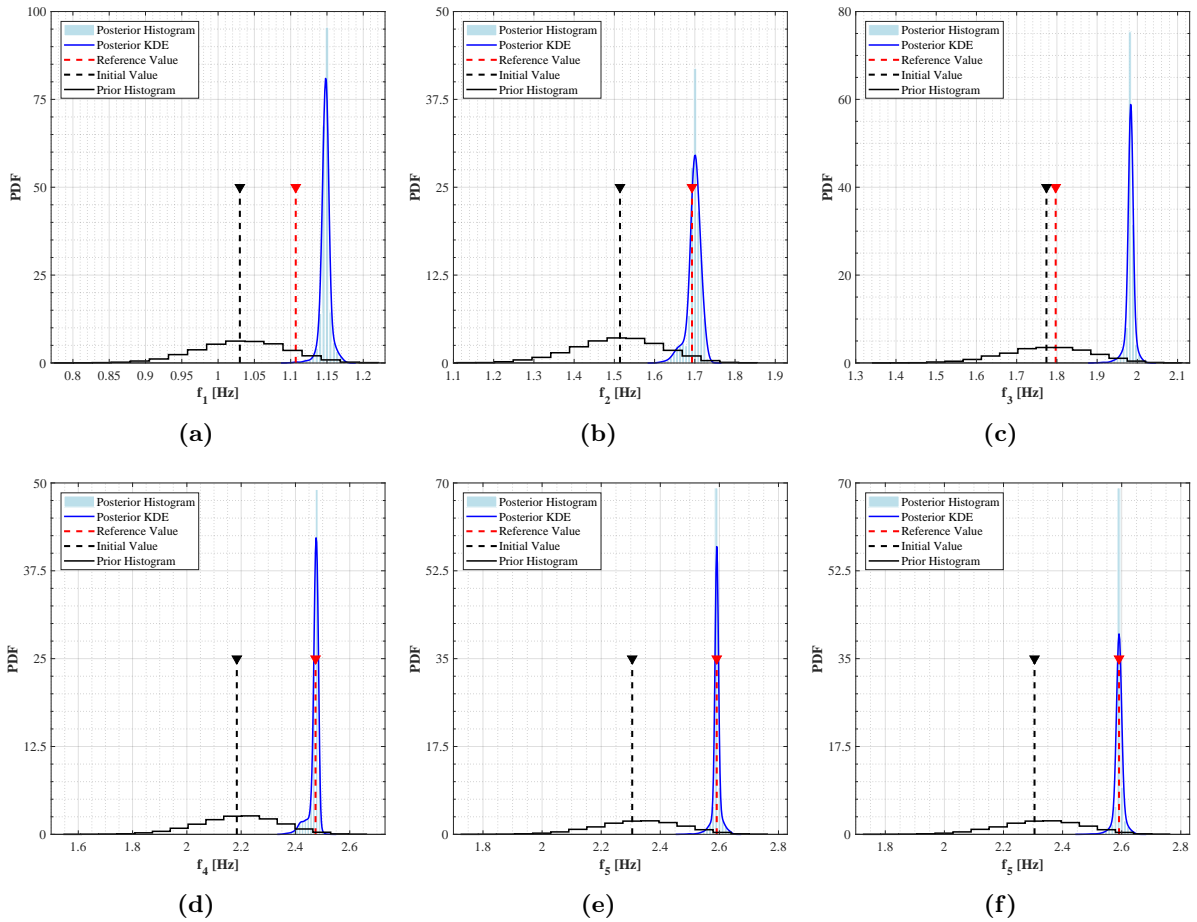 100
75
50
25
0
PDF
Posterior Histogram
Posterior KDE
Reference Value
Initial Value
Prior Histogram
0.8 0.85 0.9 0.95 1 1.05 1.1 1.15 1.2
f1 [Hz]
(a)
50
37.5
25
12.5
0
PDF
Posterior Histogram
Posterior KDE
Reference Value
Initial Value
Prior Histogram
1.1 1.2 1.3 1.4 1.5 1.6 1.7 1.8 1.9
f2 [Hz]
(b)
80
60
40
20
0
PDF
Posterior Histogram
Posterior KDE
Reference Value
Initial Value
Prior Histogram
1.3 1.4 1.5 1.6 1.7 1.8 1.9 2 2.1
f3 [Hz]
(c)
50
37.5
25
12.5
0
PDF
Posterior Histogram
Posterior KDE
Reference Value
Initial Value
Prior Histogram
1.6 1.8 2 2.2 2.4 2.6
f4 [Hz]
(d)
70
52.5
35
17.5
0
PDF
Posterior Histogram
Posterior KDE
Reference Value
Initial Value
Prior Histogram
1.8 2 2.2 2.4 2.6 2.8
f5 [Hz]
(e)
70
52.5
35
17.5
0
PDF
Posterior Histogram
Posterior KDE
Reference Value
Initial Value
Prior Histogram
1.8 2 2.2 2.4 2.6 2.8
f5 [Hz]
(f)